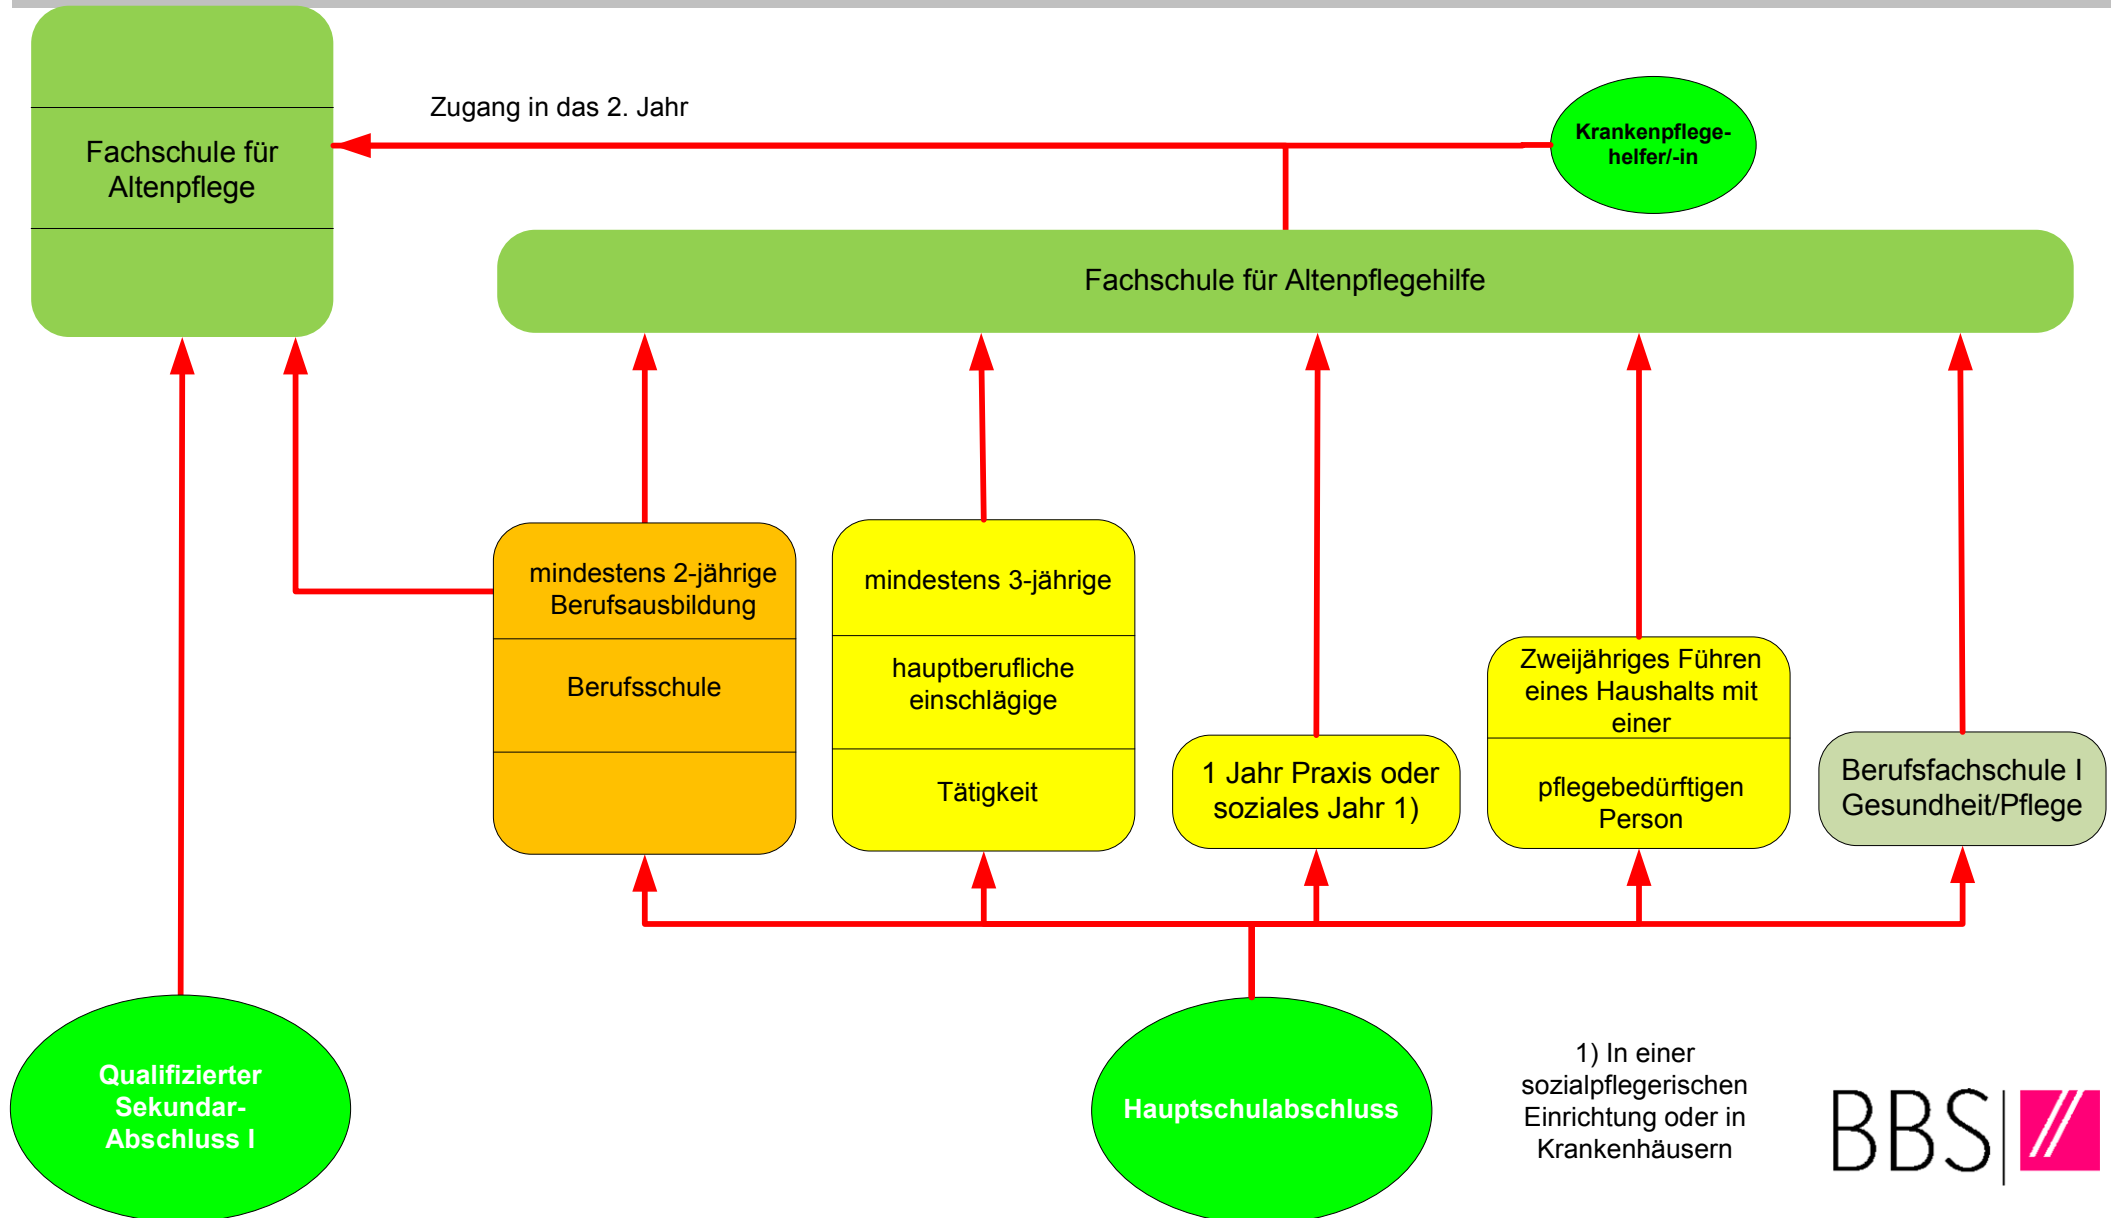 Zugang in das 2. Jahr
Krankenpflege-
helfer/-in
Fachschule für
Altenpflege
Fachschule für Altenpflegehilfe
mindestens 2-jährige
Berufsausbildung
Berufsschule
mindestens 3-jährige
hauptberufliche
einschlägige
Tätigkeit
1 Jahr Praxis oder
soziales Jahr 1)
Zweijähriges Führen
eines Haushalts mit
einer
pflegebedürftigen
Person
Berufsfachschule I
Gesundheit/Pflege
Qualifizierter
Sekundar-
Abschluss I
Hauptschulabschluss
1) In einer
sozialpflegerischen
Einrichtung oder in
Krankenhäusern
BBS